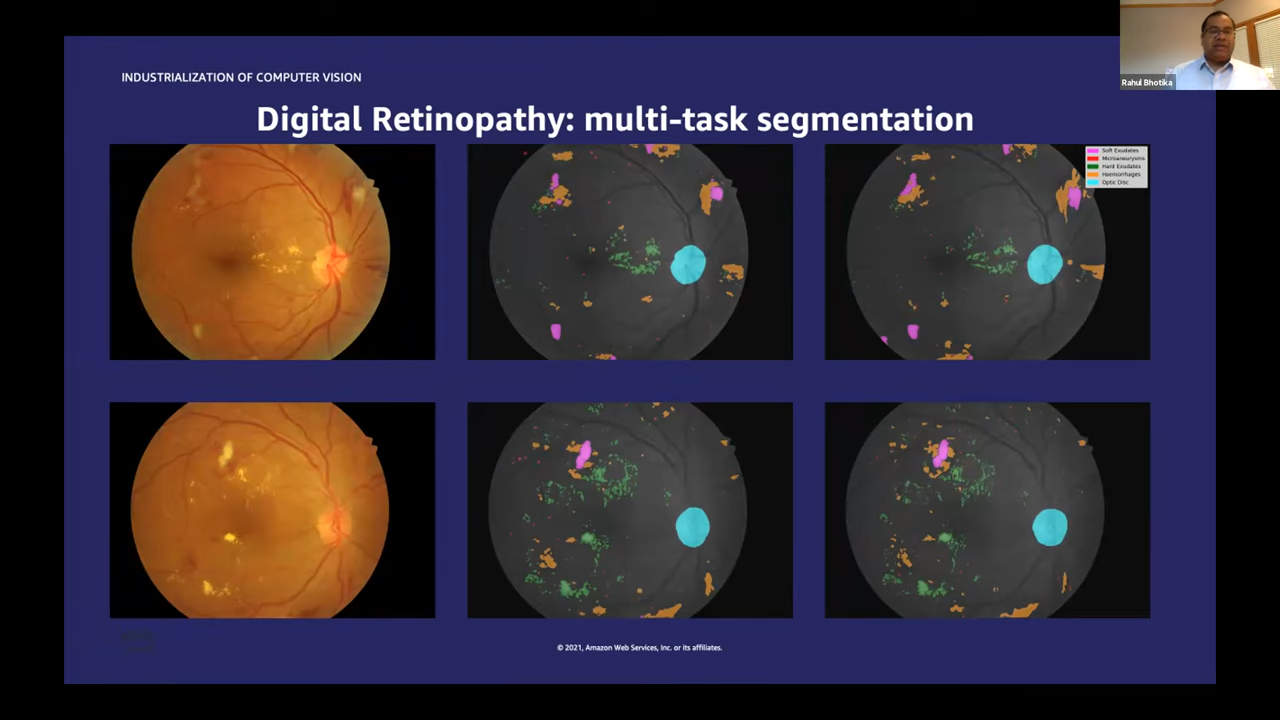 INDUSTRIALIZATION OF COMPUTER VISION
Digital Retinopathy: multi-task segmentation
Rahul Bhotika
Soft Exudates
Microaneurysms
Hard Exudates
Haemorrhages
Optic Disc
© 2021, Amazon Web Services, Inc. or its affiliates.